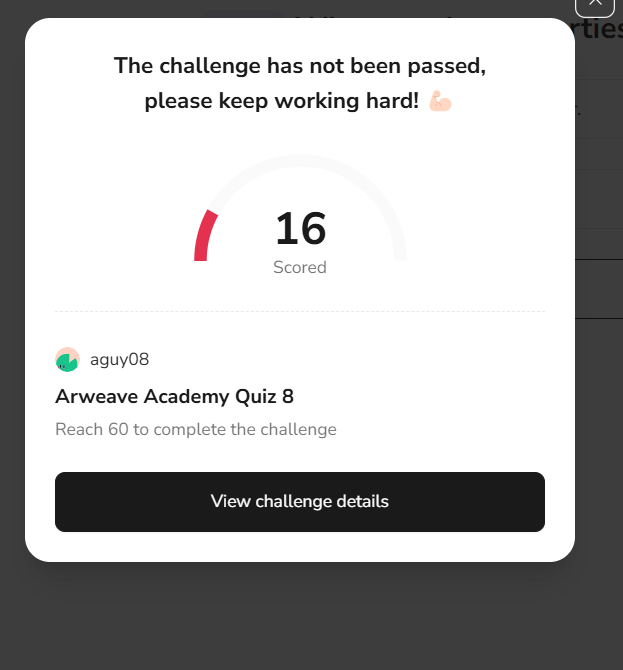 The challenge has not been passed,
please keep working hard! 💪
16
Scored
aguy08
Arweave Academy Quiz 8
Reach 60 to complete the challenge
View challenge details